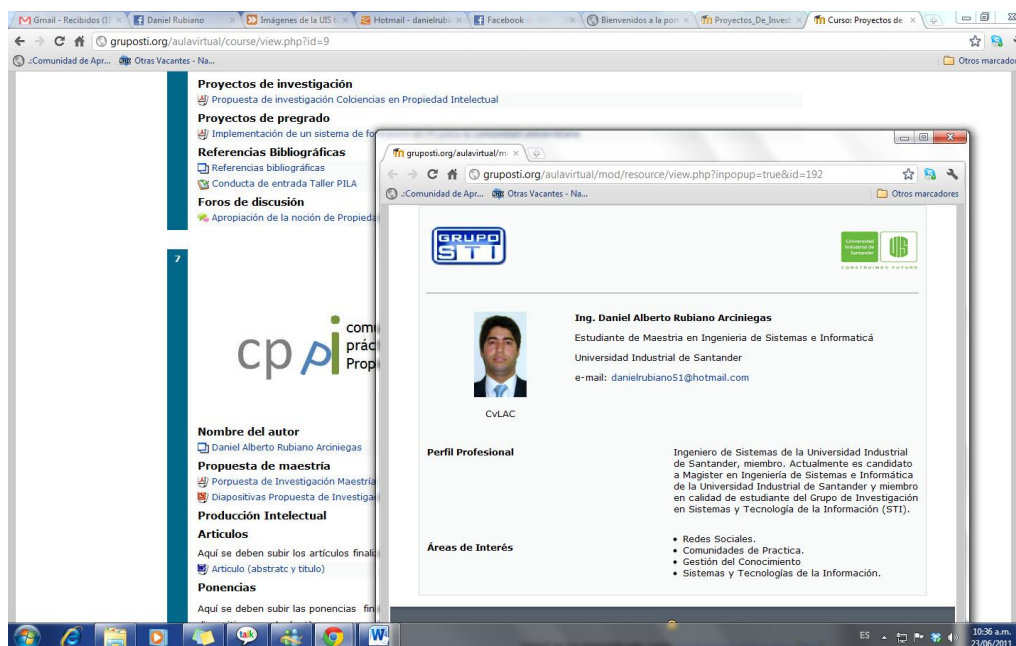 Gmail - Recibidos (1
Daniel Rubiano
Imágenes de la UIS t
Hotmail - danielrubi
Facebook
Bienvenidos a la port
Proyectos_De_Invest
Curso: Proyectos de
gruposti.org/aulavirtual/course/view.php?id=9
.:Comunidad de Apr...
Otras Vacantes - Na...
Otros marcado
Proyectos de investigación
Propuesta de investigación Colciencias en Propiedad Intelectual
Proyectos de pregrado
Implementación de un sistema de fo
Referencias Bibliográficas
Referencias bibliográficas
Conducta de entrada Taller PILA
Foros de discusión
Apropiación de la noción de Propieda
7
cppi
com
prác
Prop
Nombre del autor
Daniel Alberto Rubiano Arciniegas
Propuesta de maestría
Porpuesta de Investigación Maestría
Diapositivas Propuesta de Investiga
Producción Intelectual
Articulos
Aquí se deben subir los artículos finali
Articulo (abstratc y titulo)
Ponencias
Aquí se deben subir las ponencias fin
gruposti.org/aulavirtual/m
gruposti.org/aulavirtual/mod/resource/view.php?inpopup=true&id=192
.:Comunidad de Apr...
Otras Vacantes - Na...
Otros marcadores
GRUPO
STI
Universidad
Industrial de
Santander
UIS
CONSTRUIMOS FUTURO
Ing. Daniel Alberto Rubiano Arciniegas
Estudiante de Maestria en Ingenieria de Sistemas e Informaticá
Universidad Industrial de Santander
e-mail: danielrubiano51@hotmail.com
CvLAC
Perfil Profesional
Ingeniero de Sistemas de la Universidad Industrial
de Santander, miembro. Actualmente es candidato
a Magister en Ingeniería de Sistemas e Informática
de la Universidad Industrial de Santander y miembro
en calidad de estudiante del Grupo de Investigación
en Sistemas y Tecnología de la Información (STI).
Áreas de Interés
• Redes Sociales.
• Comunidades de Practica.
• Gestión del Conocimiento
• Sistemas y Tecnologías de la Información.
talk
ES
10:36 a.m.
23/06/2011